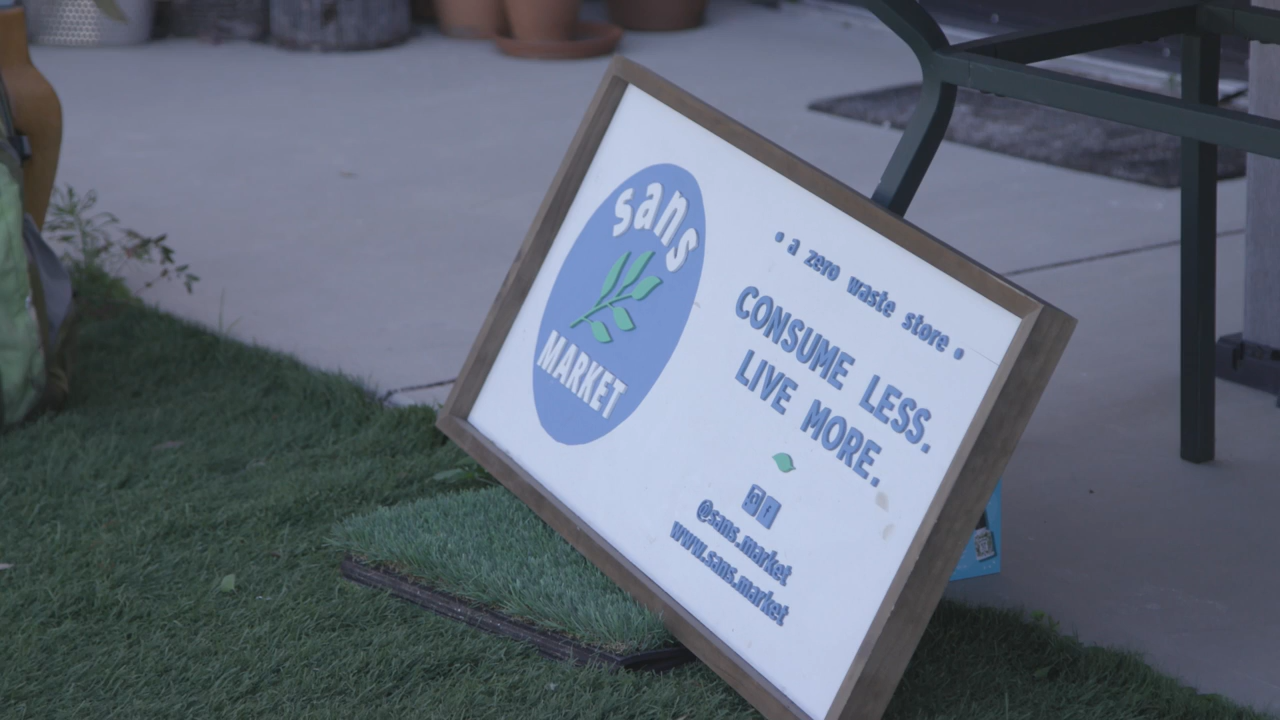 sans
MARKET
• a zero waste store •
CONSUME LESS.
LIVE MORE.
@sans.market
www.sans.market